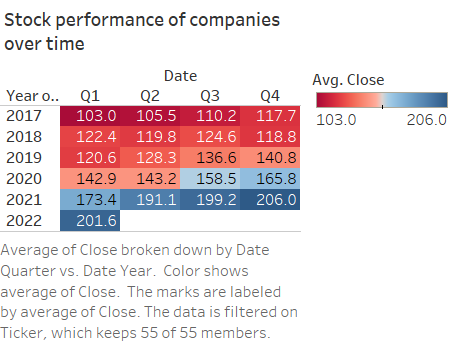 Stock performance of companies
over time
Date
Year o.. Q1 Q2 Q3 Q4
2017 103.0 105.5 110.2 117.7
2018 122.4 119.8 124.6 118.8
2019 120.6 128.3 136.6 140.8
2020 142.9 143.2 158.5 165.8
2021 173.4 191.1 199.2 206.0
2022 201.6
Avg. Close
103.0 206.0
Average of Close broken down by Date
Quarter vs. Date Year. Color shows
average of Close. The marks are labeled
by average of Close. The data is filtered on
Ticker, which keeps 55 of 55 members.